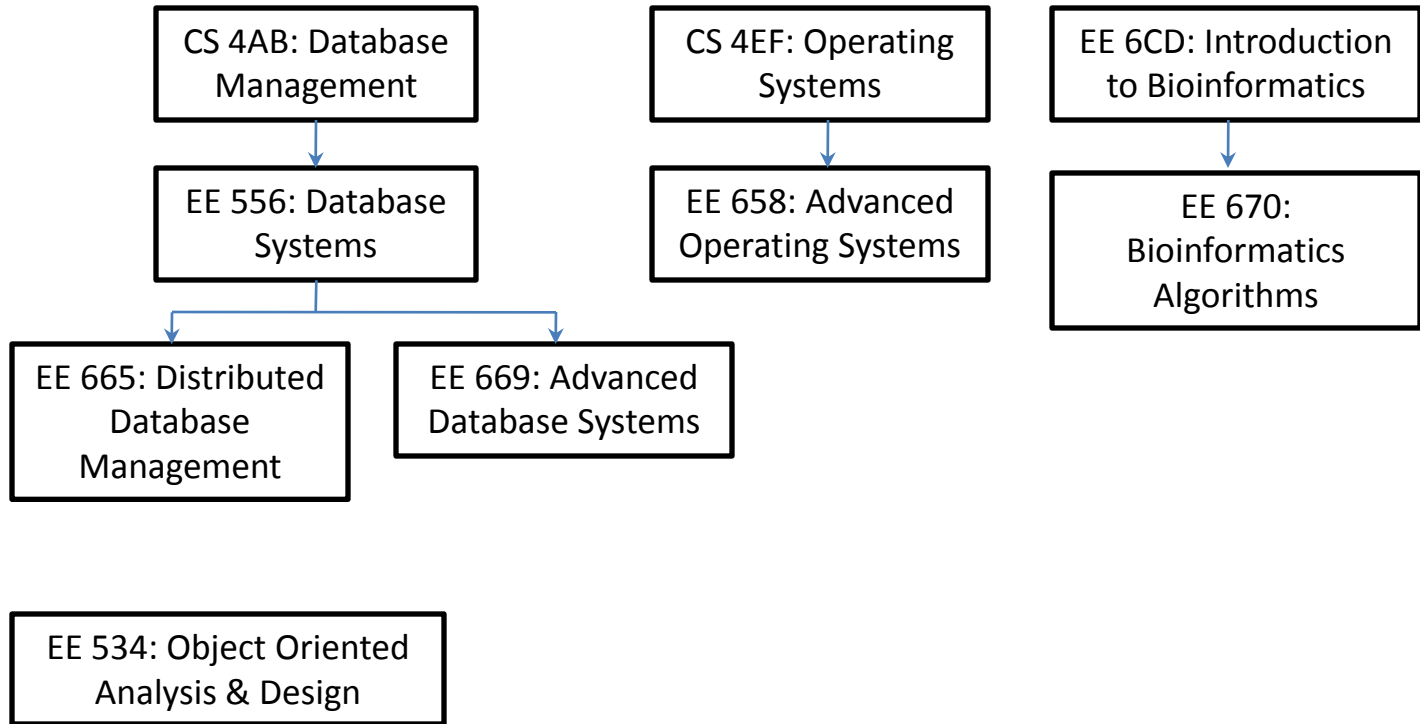 CS 4AB: Database
Management
CS 4EF: Operating
Systems
EE 6CD: Introduction
to Bioinformatics
EE 556: Database
Systems
EE 658: Advanced
Operating Systems
EE 670:
Bioinformatics
Algorithms
EE 665: Distributed
Database
Management
EE 669: Advanced
Database Systems
EE 534: Object Oriented
Analysis & Design